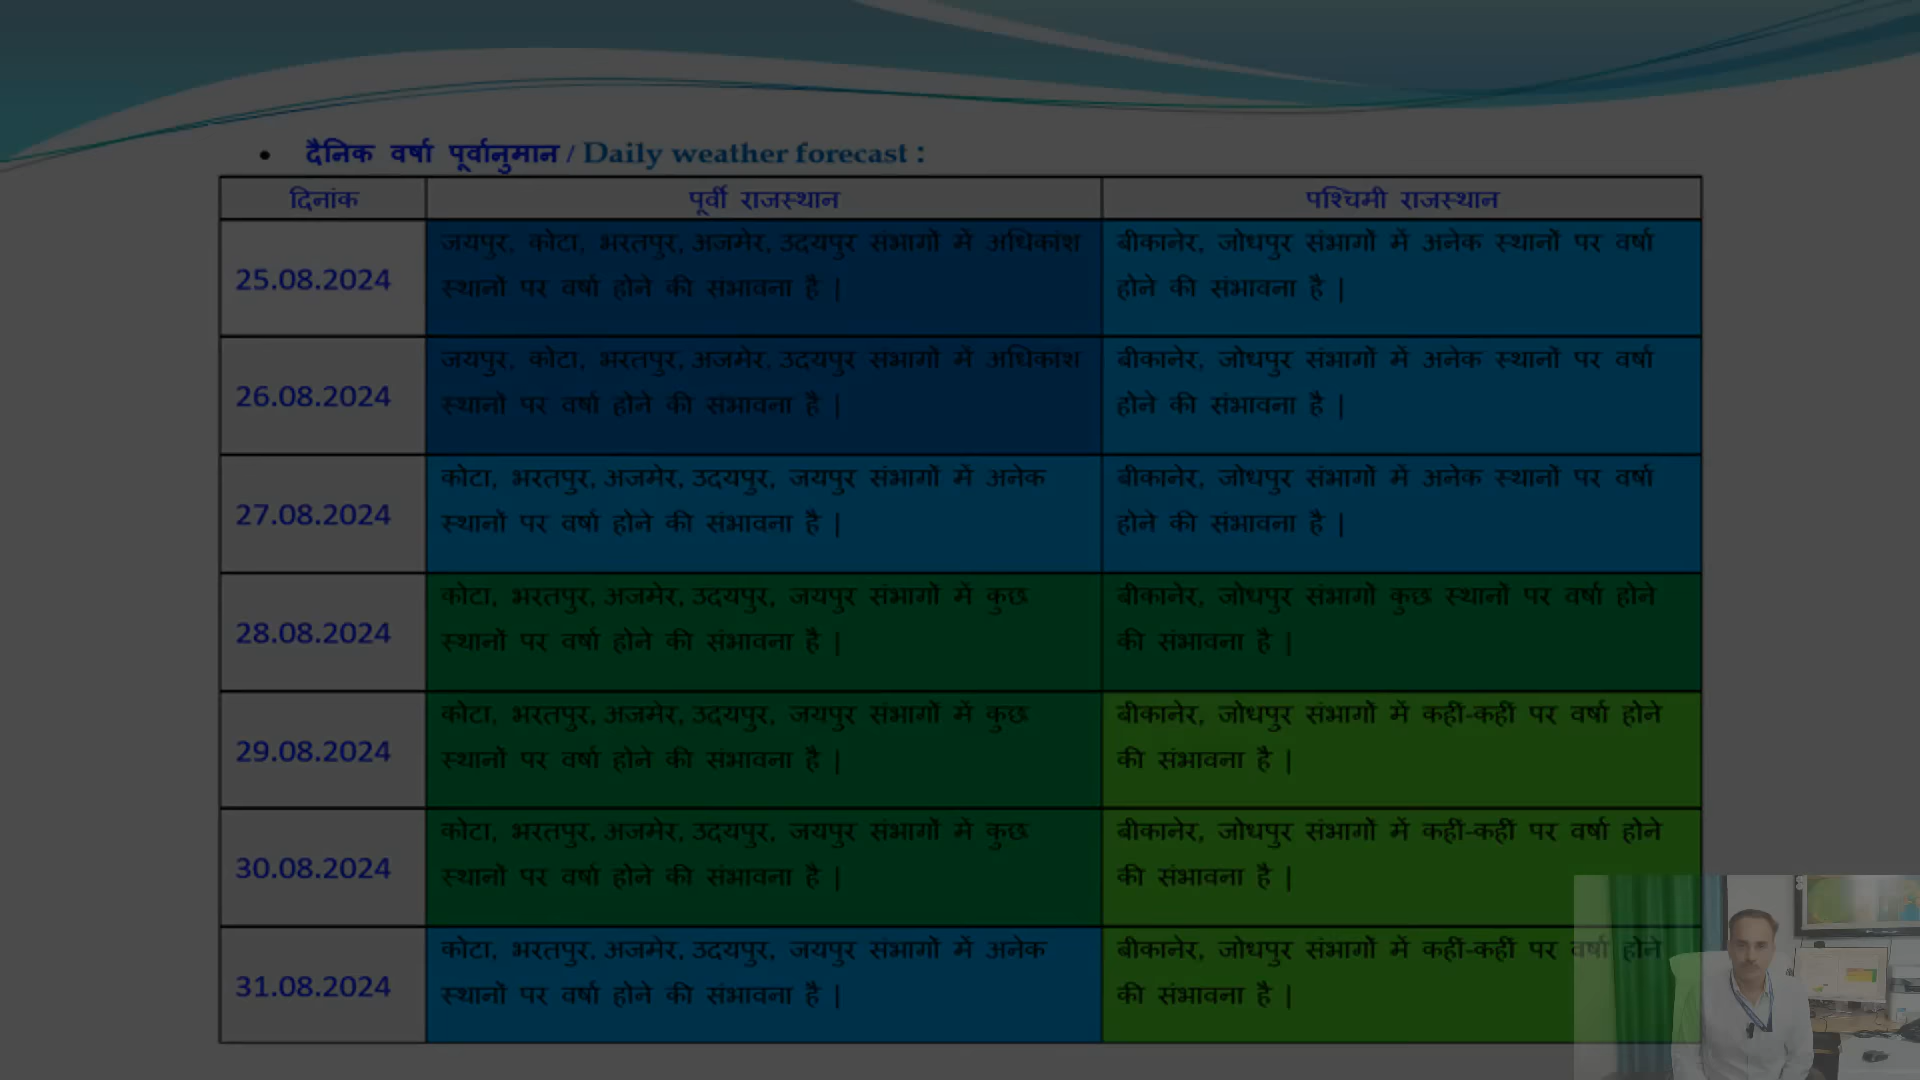 • दैनिक वर्षा पूर्वानुमान / Daily weather forecast :
दिनांक पूर्वी राजस्थान पश्चिमी राजस्थान
25.08.2024
जयपुर, कोटा, भरतपुर, अजमेर, उदयपुर संभागों में अधिकांश
स्थानों पर वर्षा होने की संभावना है |
बीकानेर, जोधपुर संभागों में अनेक स्थानों पर वर्षा
होने की संभावना है |
26.08.2024
जयपुर, कोटा, भरतपुर, अजमेर, उदयपुर संभागों में अधिकांश
स्थानों पर वर्षा होने की संभावना है |
बीकानेर, जोधपुर संभागों में अनेक स्थानों पर वर्षा
होने की संभावना है |
27.08.2024
कोटा, भरतपुर, अजमेर, उदयपुर, जयपुर संभागों में अनेक
स्थानों पर वर्षा होने की संभावना है |
बीकानेर, जोधपुर संभागों में अनेक स्थानों पर वर्षा
होने की संभावना है |
28.08.2024
कोटा, भरतपुर, अजमेर, उदयपुर, जयपुर संभागों में कुछ
स्थानों पर वर्षा होने की संभावना है |
बीकानेर, जोधपुर संभागों कुछ स्थानों पर वर्षा होने
की संभावना है |
29.08.2024
कोटा, भरतपुर, अजमेर, उदयपुर, जयपुर संभागों में कुछ
स्थानों पर वर्षा होने की संभावना है |
बीकानेर, जोधपुर संभागों में कहीं-कहीं पर वर्षा होने
की संभावना है |
30.08.2024
कोटा, भरतपुर, अजमेर, उदयपुर, जयपुर संभागों में कुछ
स्थानों पर वर्षा होने की संभावना है |
बीकानेर, जोधपुर संभागों में कहीं-कहीं पर वर्षा होने
की संभावना है |
31.08.2024
कोटा, भरतपुर, अजमेर, उदयपुर, जयपुर संभागों में अनेक
स्थानों पर वर्षा होने की संभावना है |
बीकानेर, जोधपुर संभागों में कहीं-कहीं पर वर्षा होने
की संभावना है |